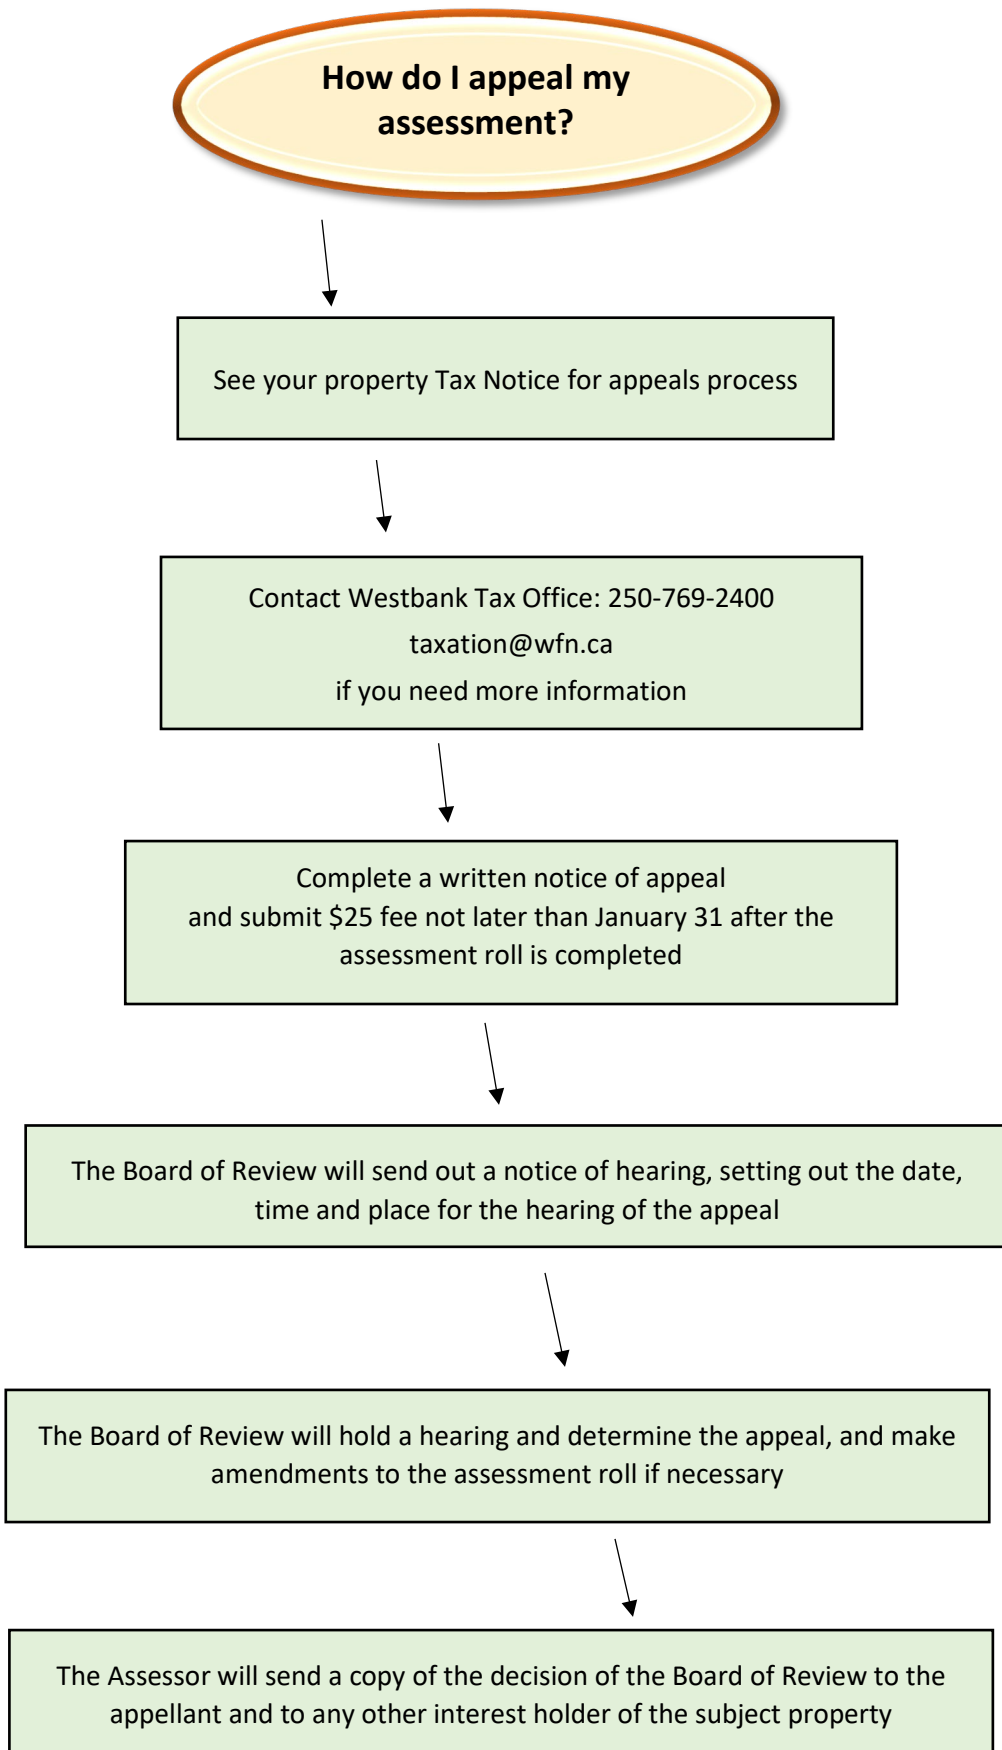 How do I appeal my
assessment?
See your property Tax Notice for appeals process
Contact Westbank Tax Office: 250-769-2400
taxation@wfn.ca
if you need more information
Complete a written notice of appeal
and submit $25 fee not later than January 31 after the
assessment roll is completed
The Board of Review will send out a notice of hearing, setting out the date,
time and place for the hearing of the appeal
The Board of Review will hold a hearing and determine the appeal, and make
amendments to the assessment roll if necessary
The Assessor will send a copy of the decision of the Board of Review to the
appellant and to any other interest holder of the subject property